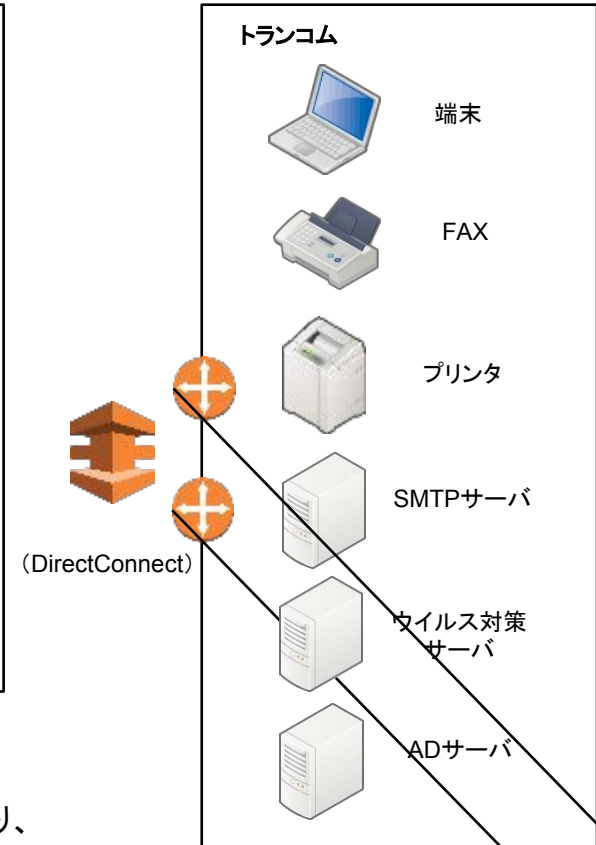 トランコム
端末
FAX
プリンタ
SMTPサーバ
（DirectConnect）
ウイルス対策
サーバ
ADサーバ
り、